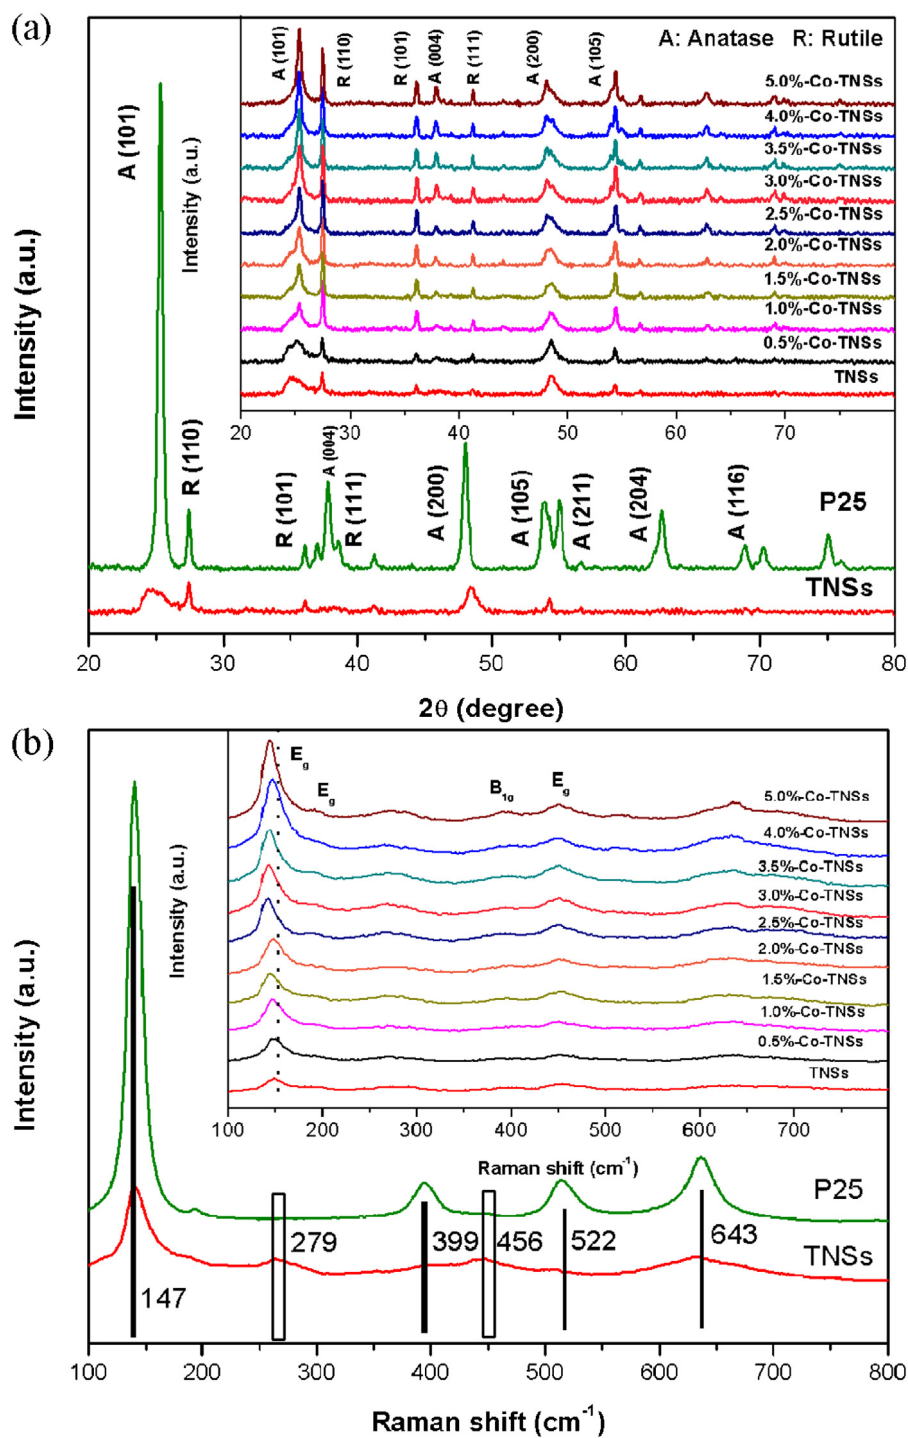 (a)
A (101)
R (110)
R (101)
A (004)
R (111)
A (200)
A (105)
A: Anatase R: Rutile
5.0%-Co-TNSs
4.0%-Co-TNSs
3.5%-Co-TNSs
3.0%-Co-TNSs
2.5%-Co-TNSs
2.0%-Co-TNSs
1.5%-Co-TNSs
1.0%-Co-TNSs
0.5%-Co-TNSs
TNSs
Intensity (a.u.)
20 30 40 50 60 70
A (101)
R (110)
R (101)
A (004)
R (111)
A (200)
A (105)
A (211)
A (204)
A (116)
P25
TNSs
Intensity (a.u.)
20 30 40 50 60 70 80
2θ (degree)
(b)
Eg
Eg
B1g
Eg
5.0%-Co-TNSs
4.0%-Co-TNSs
3.5%-Co-TNSs
3.0%-Co-TNSs
2.5%-Co-TNSs
2.0%-Co-TNSs
1.5%-Co-TNSs
1.0%-Co-TNSs
0.5%-Co-TNSs
TNSs
Intensity (a.u.)
100 200 300 400 500 600 700
Raman shift (cm-1)
P25
279 399 456 522 643
TNSs
147
Intensity (a.u.)
100 200 300 400 500 600 700 800
Raman shift (cm-1)